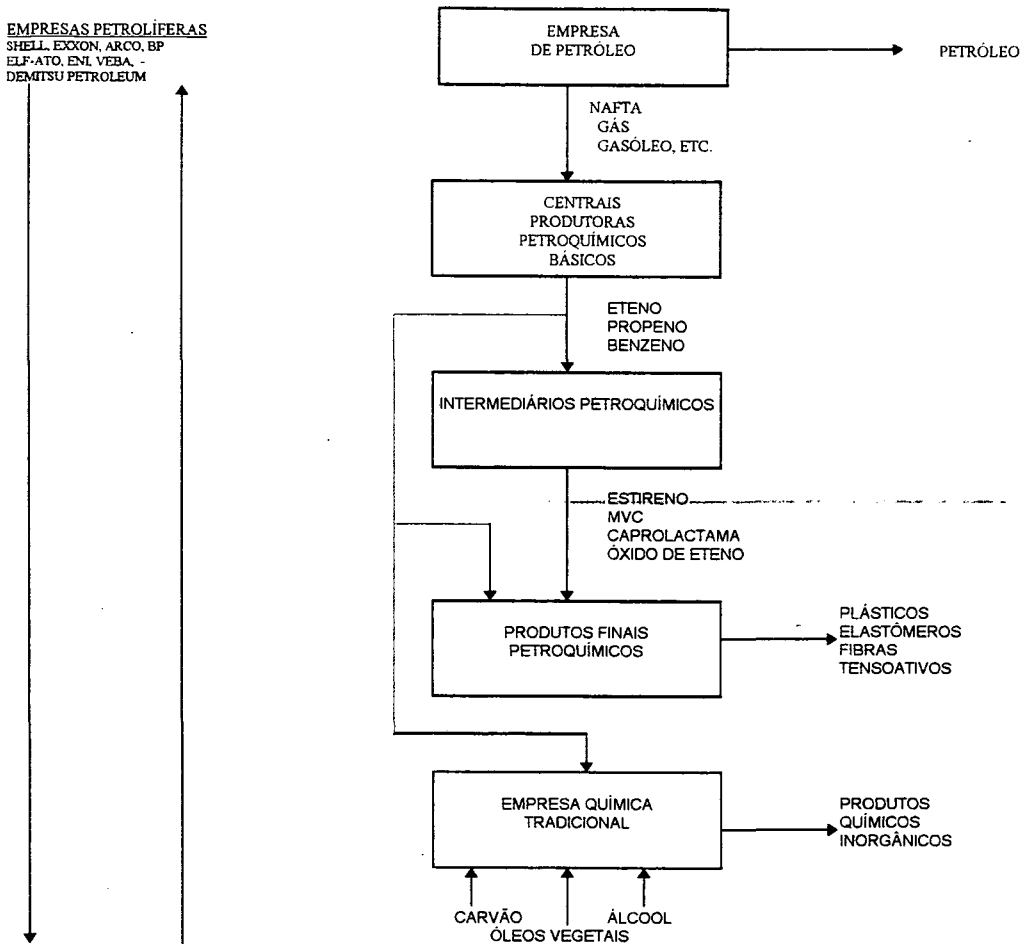 EMPRESAS PETROLÍFERAS
SHELL, EXXON, ARCO, BP
ELF-ATO, ENI, VEBA, -
DEMITSU PETROLEUM
EMPRESA
DE PETRÓLEO
PETRÓLEO
NAFTA
GÁS
GASÓLEO, ETC.
CENTRAIS
PRODUTORAS
PETROQUÍMICOS
BÁSICOS
ETENO
PROPENO
BENZENO
INTERMEDIÁRIOS PETROQUÍMICOS
ESTIRENO
MVC
CAPROLACTAMA
ÓXIDO DE ETENO
PRODUTOS FINAIS
PETROQUÍMICOS
PLÁSTICOS
ELASTÔMEROS
FIBRAS
TENSOATIVOS
EMPRESA QUÍMICA
TRADICIONAL
PRODUTOS
QUÍMICOS
INORGÂNICOS
CARVÃO
ÁLCOOL
ÓLEOS VEGETAIS